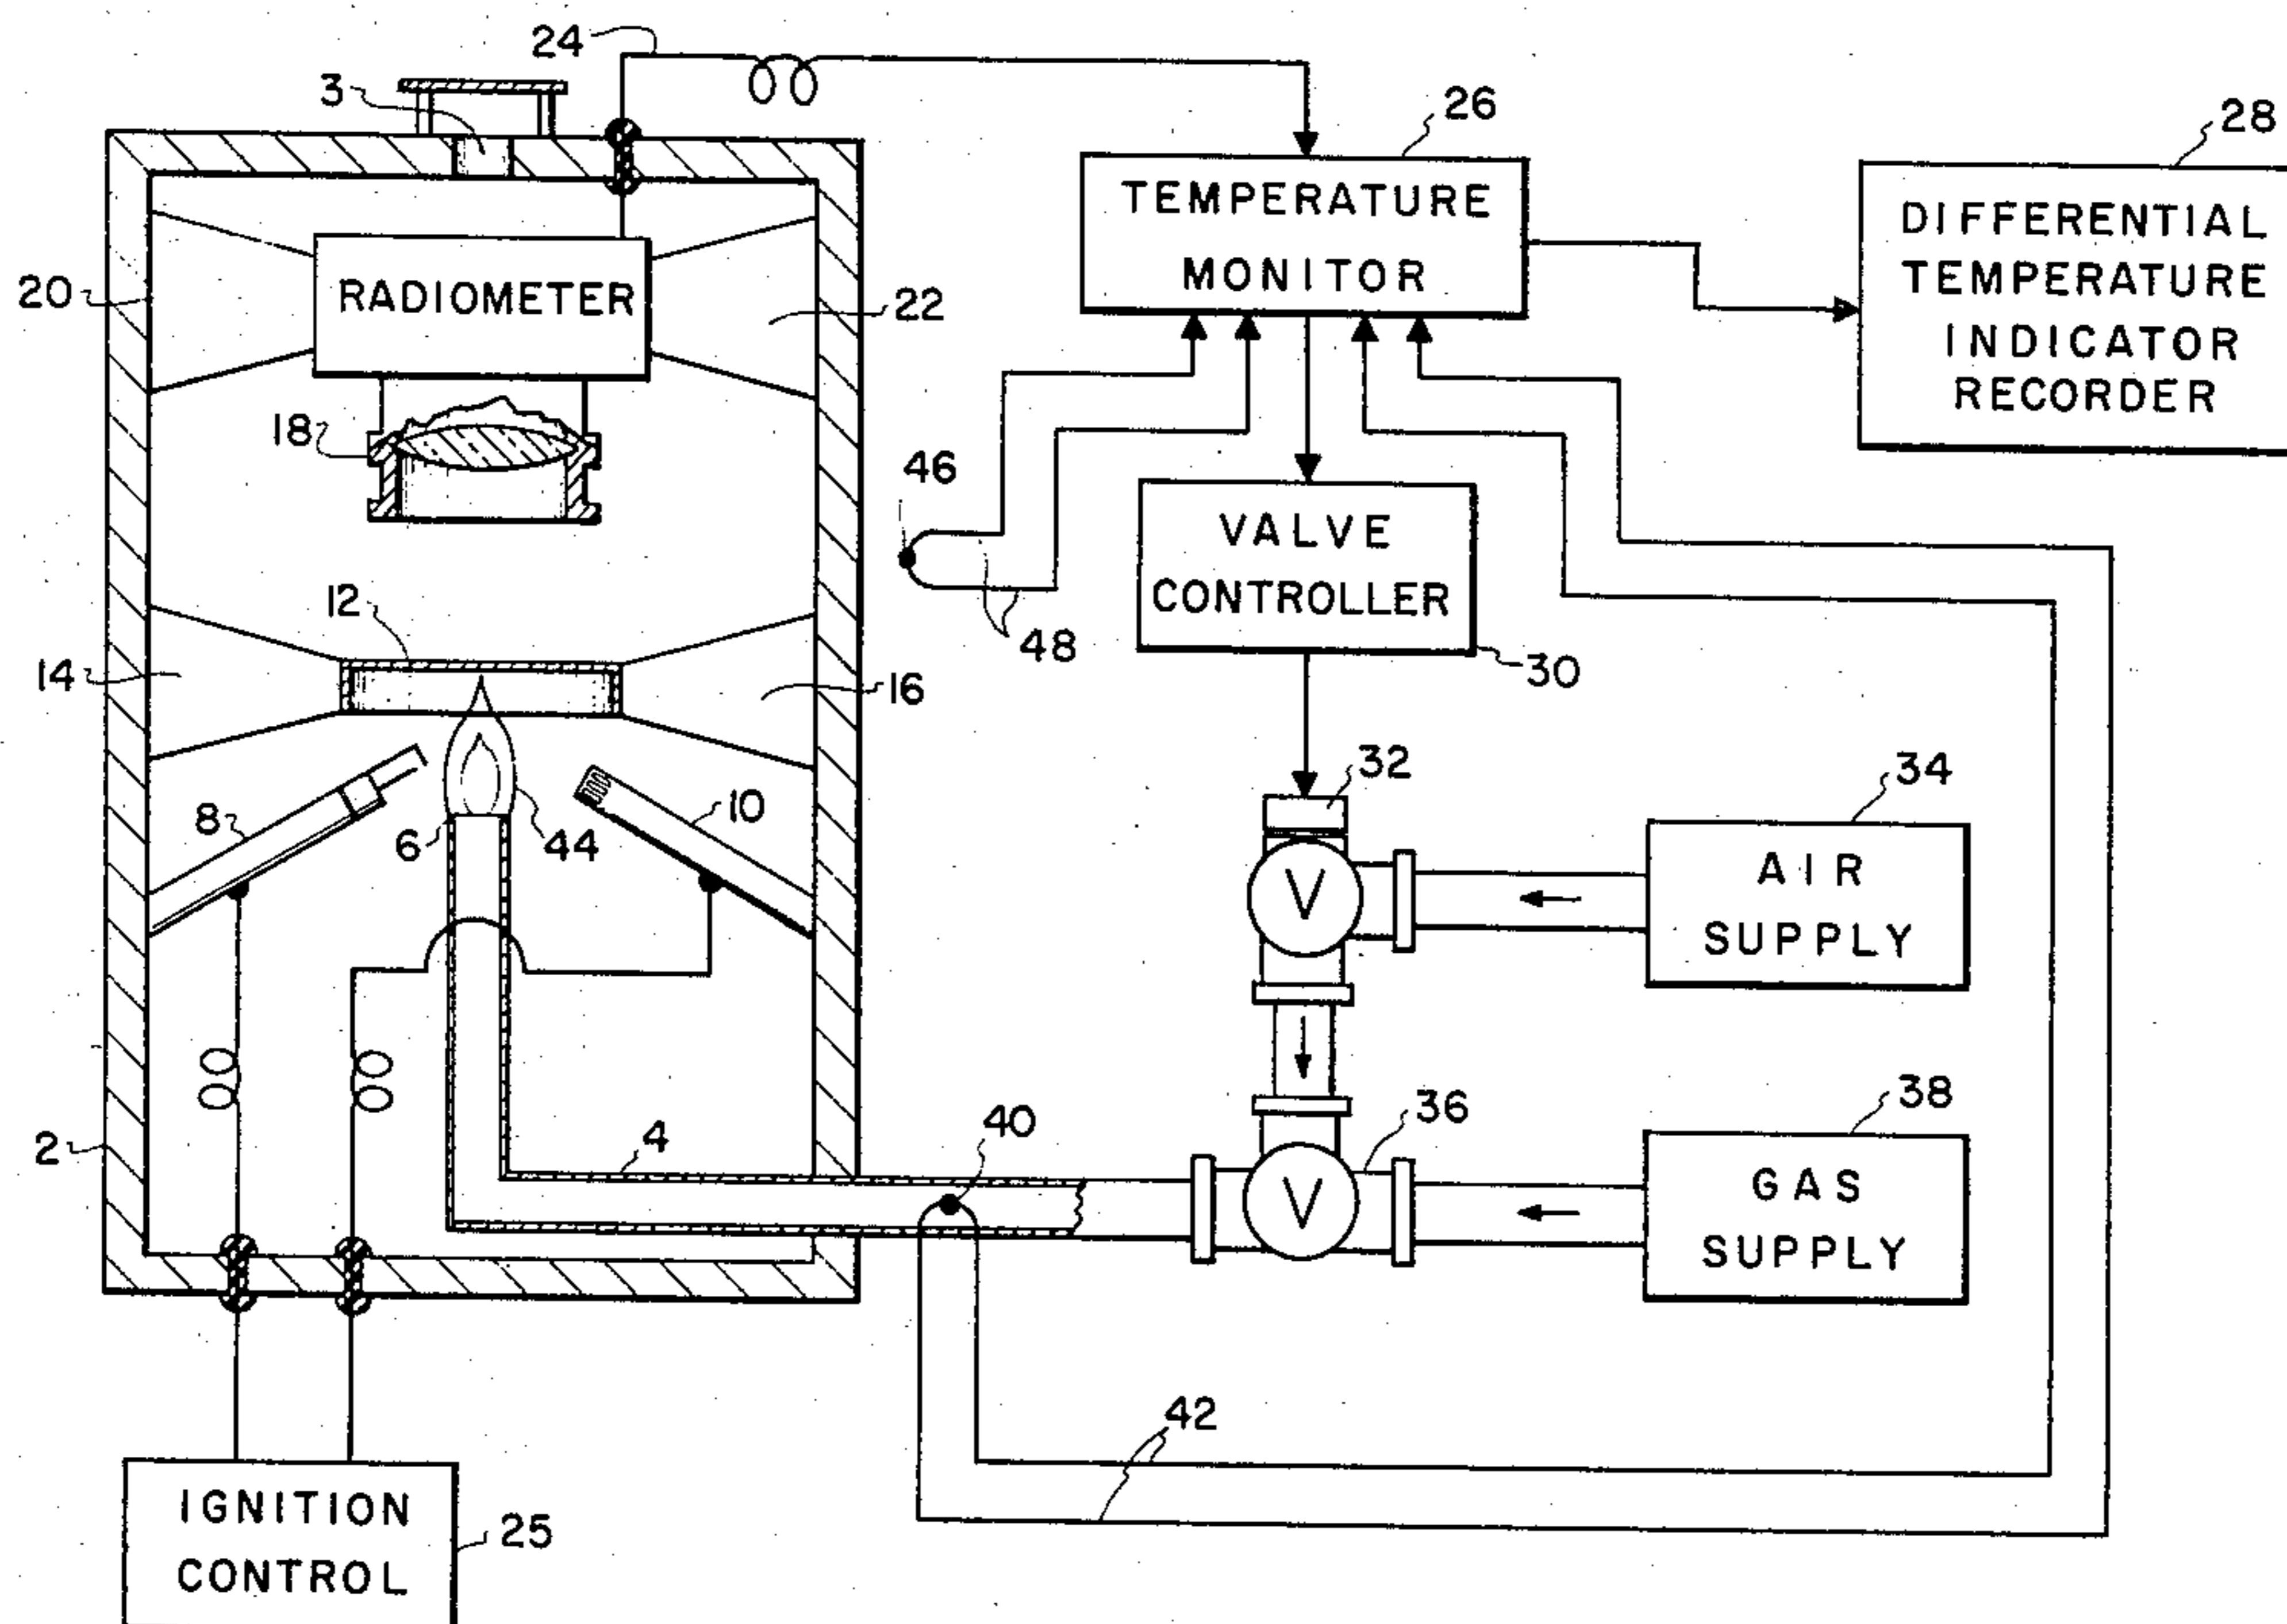 24
3
26
28
TEMPERATURE
MONITOR
DIFFERENTIAL
TEMPERATURE
INDICATOR
RECORDER
20
RADIOMETER
22
18
46
VALVE
CONTROLLER
12
48
30
14
16
32
34
8
6
44
10
V
AIR
SUPPLY
2
4
40
36
38
V
GAS
SUPPLY
42
IGNITION
CONTROL
25